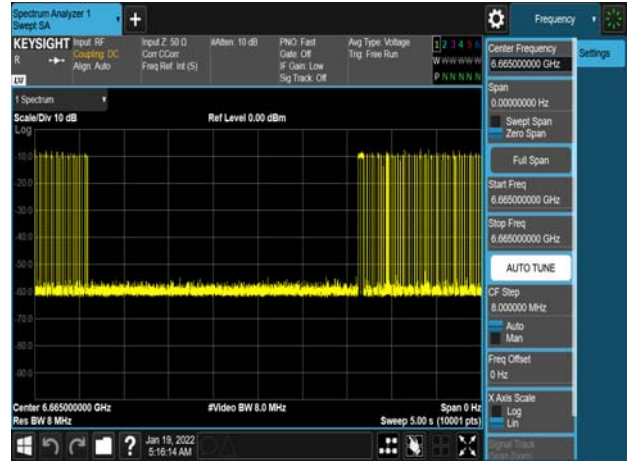 Spectrum Analyzer 1
Swept SA
+
Frequency
KEYSIGHT
Input: RF
Input Z: 50 Ω
#Atten: 10 dB
PNO: Fast
Avg Type: Voltage
1 2 3 4 5 6
R
Coupling: DC
Corr CCorr
Gate: Off
Trig: Free Run
W W W W W W
Align: Auto
Freq Ref: Int (S)
IF Gain: Low
P N N N N N
Sig Track: Off
Center Frequency
6.665000000 GHz
Settings
Span
0.00000000 Hz
Swept Span
Zero Span
Full Span
Start Freq
6.665000000 GHz
Stop Freq
6.665000000 GHz
AUTO TUNE
CF Step
8.000000 MHz
Auto
Man
Freq Offset
0 Hz
X Axis Scale
Log
Lin
Signal Track
(Span Zoom)
1 Spectrum
Scale/Div 10 dB
Ref Level 0.00 dBm
Log
-10.0
-20.0
-30.0
-40.0
-50.0
-60.0
-70.0
-80.0
-90.0
Center 6.665000000 GHz
#Video BW 8.0 MHz
Span 0 Hz
Res BW 8 MHz
Sweep 5.00 s (10001 pts)
?
Jan 19, 2022
5:16:14 AM